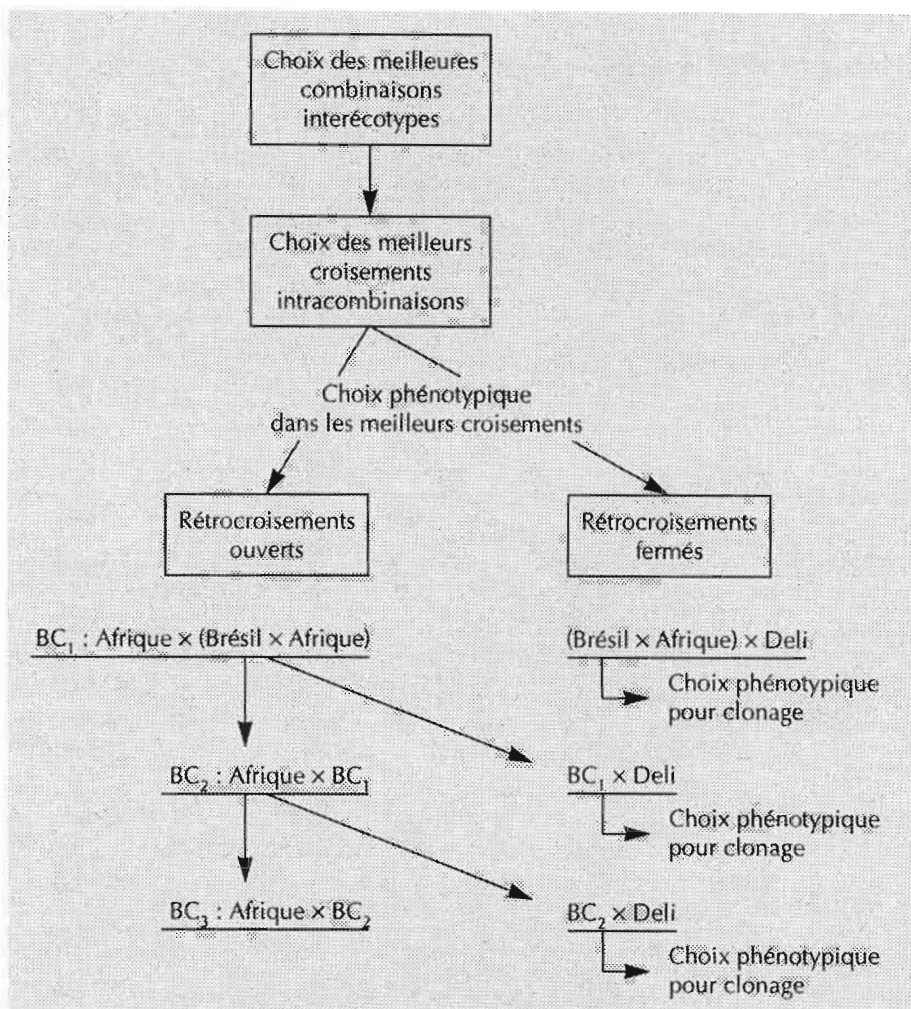 Choix des meilleures
combinaisons
interécotypes
Choix des meilleurs
croisements
intracombinaisons
Choix phénotypique
dans les meilleurs croisements
Rétrocroisements
ouverts
Rétrocroisements
fermés
BC₁ : Afrique × (Brésil × Afrique)
(Brésil × Afrique) × Deli
Choix phénotypique
pour clonage
BC₂ : Afrique × BC₁
BC₁ × Deli
Choix phénotypique
pour clonage
BC₃ : Afrique × BC₂
BC₂ × Deli
Choix phénotypique
pour clonage